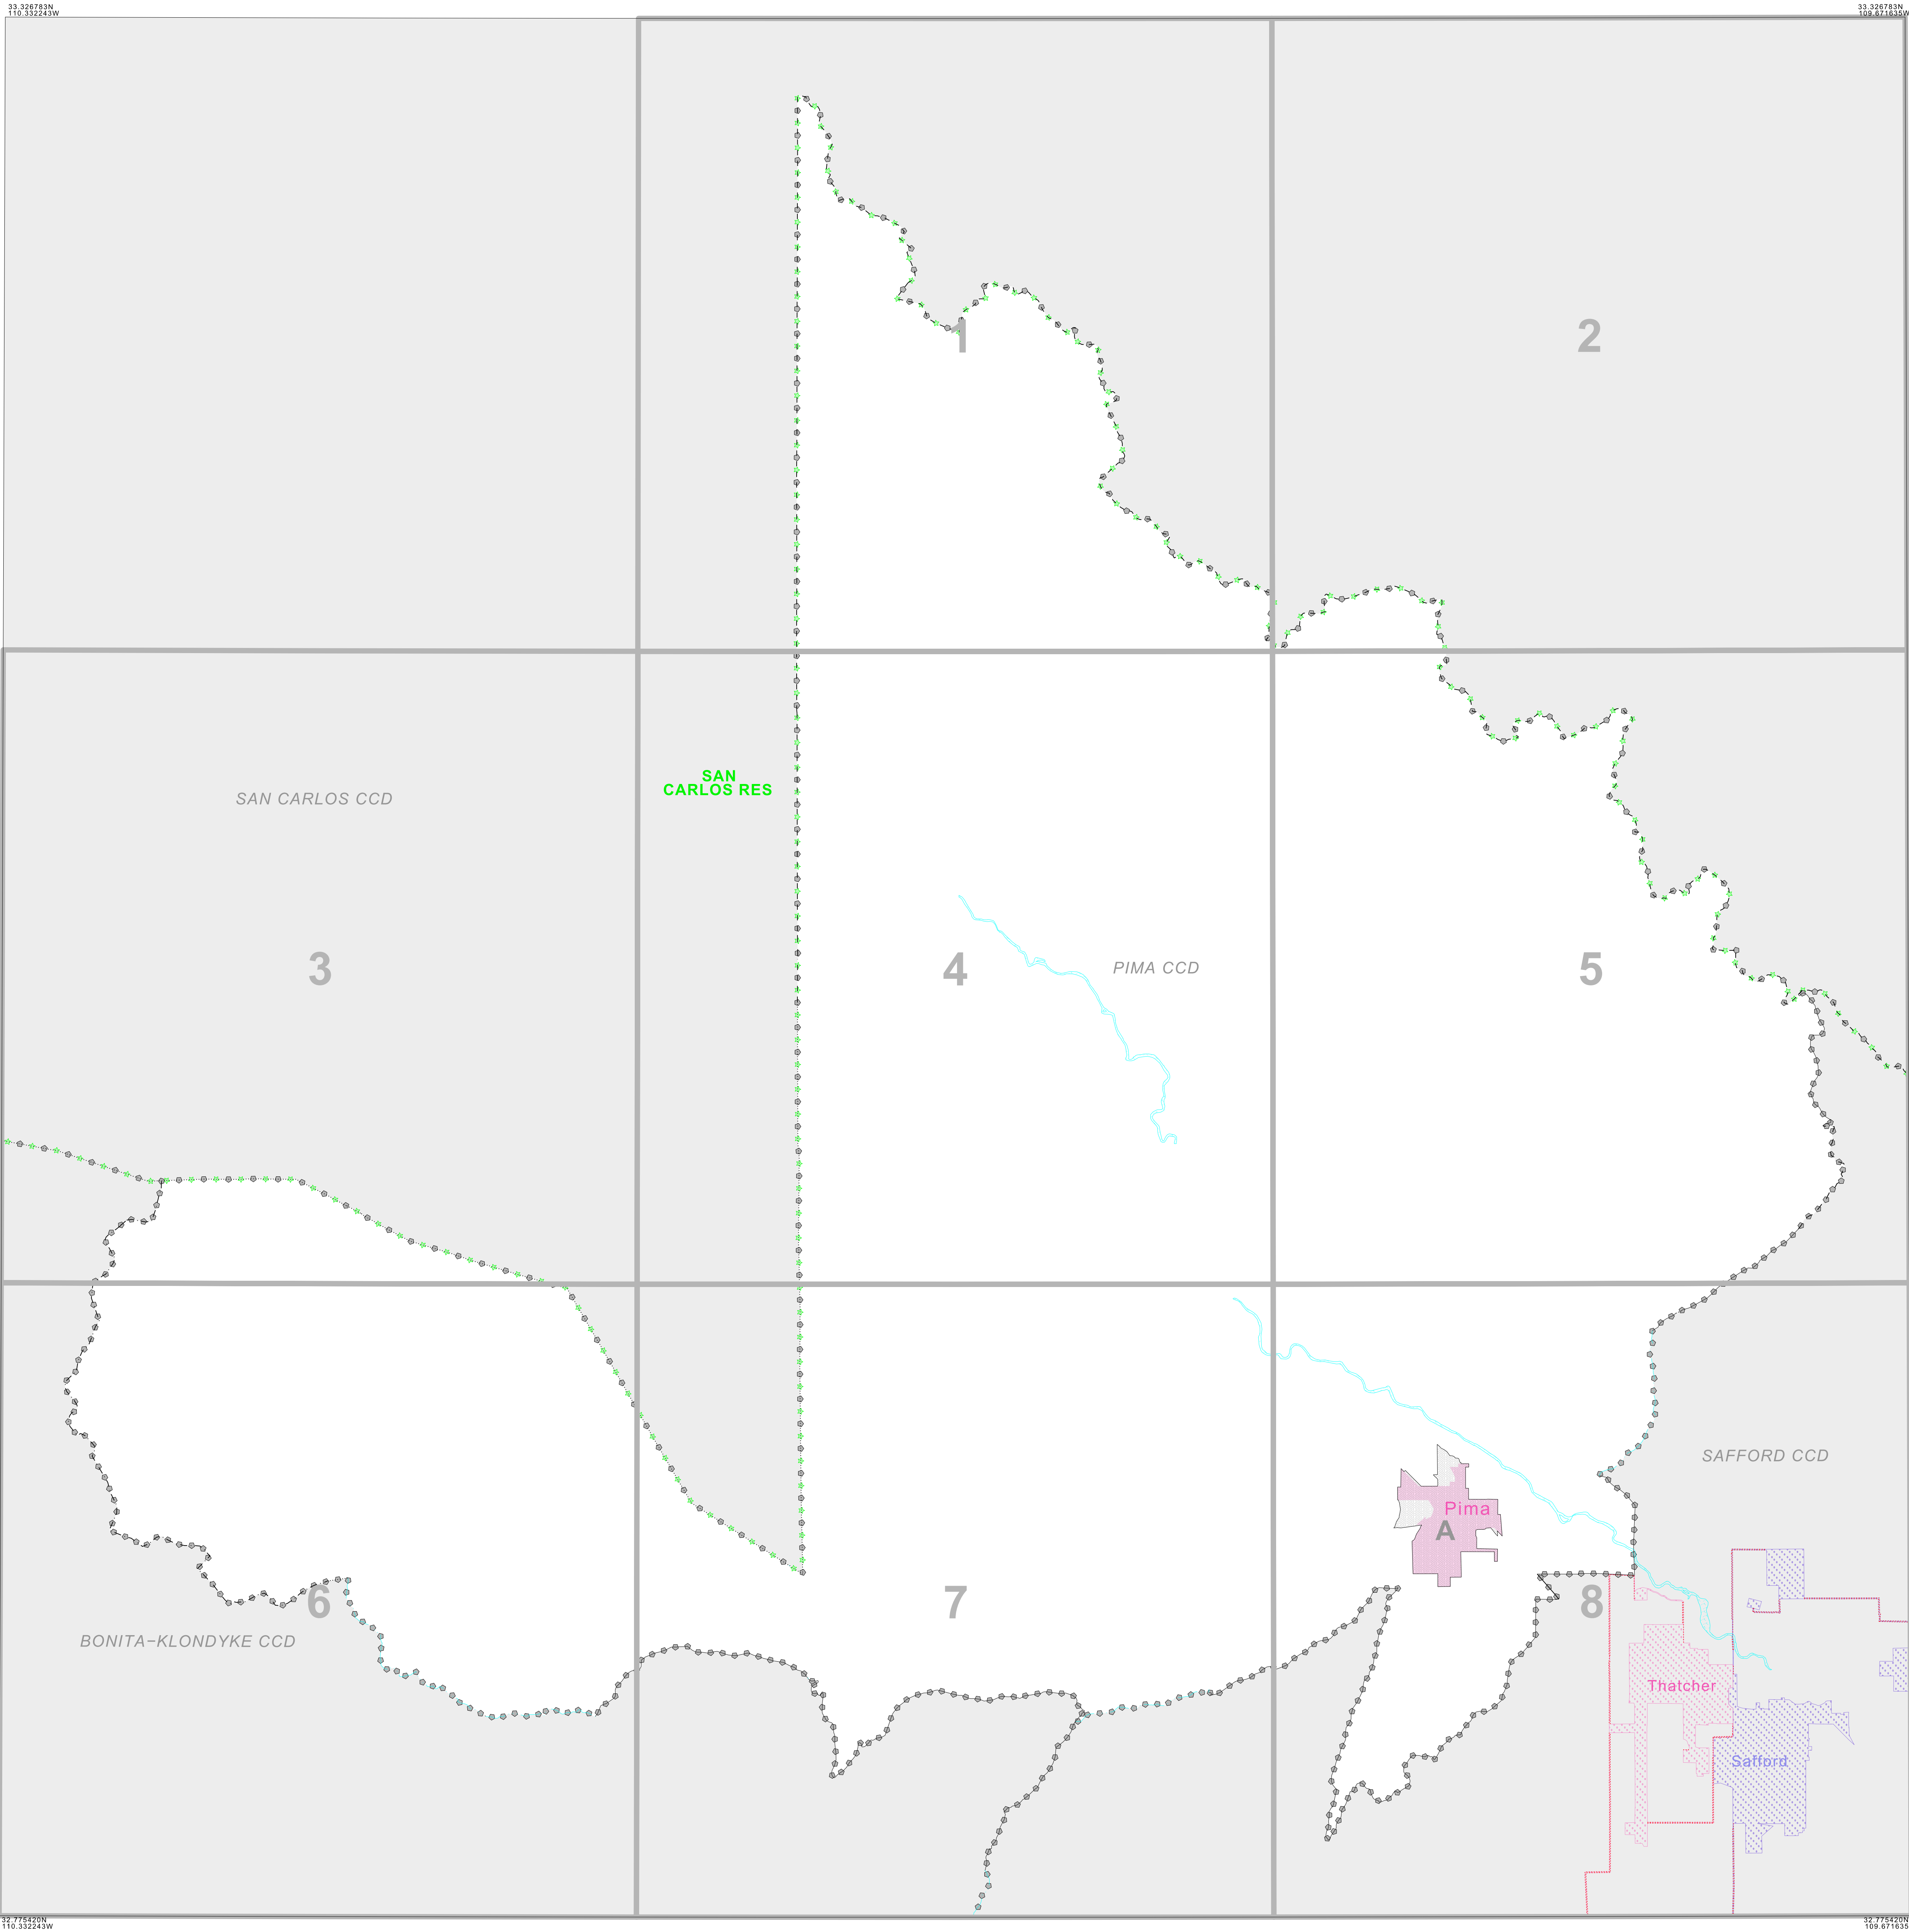 33.326783N
110.332243W
33.326783N
109.671635W
1
2
SAN
CARLOS RES
SAN CARLOS CCD
PIMA CCD
3
4
5
SAFFORD CCD
Pima
A
6
7
8
BONITA-KLONDYKE CCD
Thatcher
Safford
32.775420N
110.332243W
32.775420N
109.671635